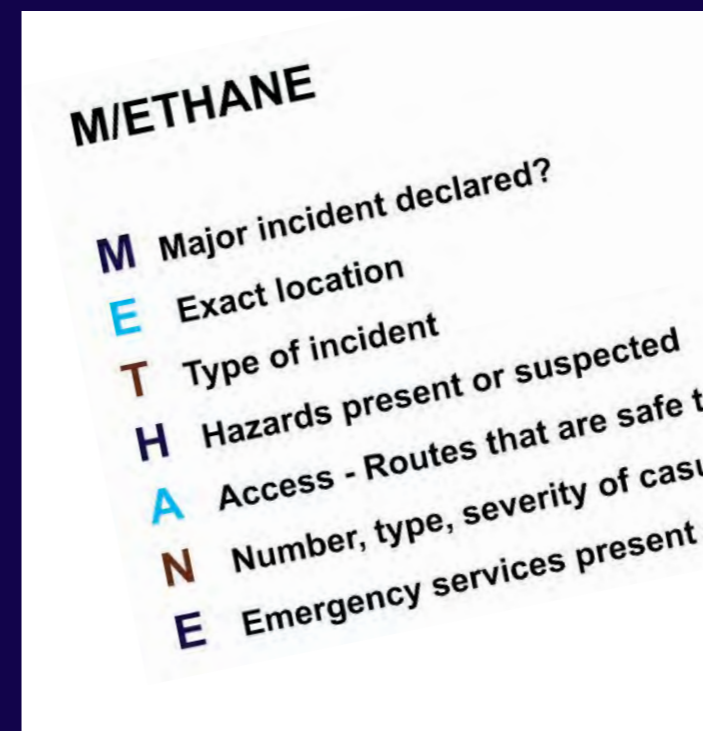 M/ETHANE
M Major incident declared?
E Exact location
T Type of incident
H Hazards present or suspected
A Access - Routes that are safe
N Number, type, severity of
E Emergency services present